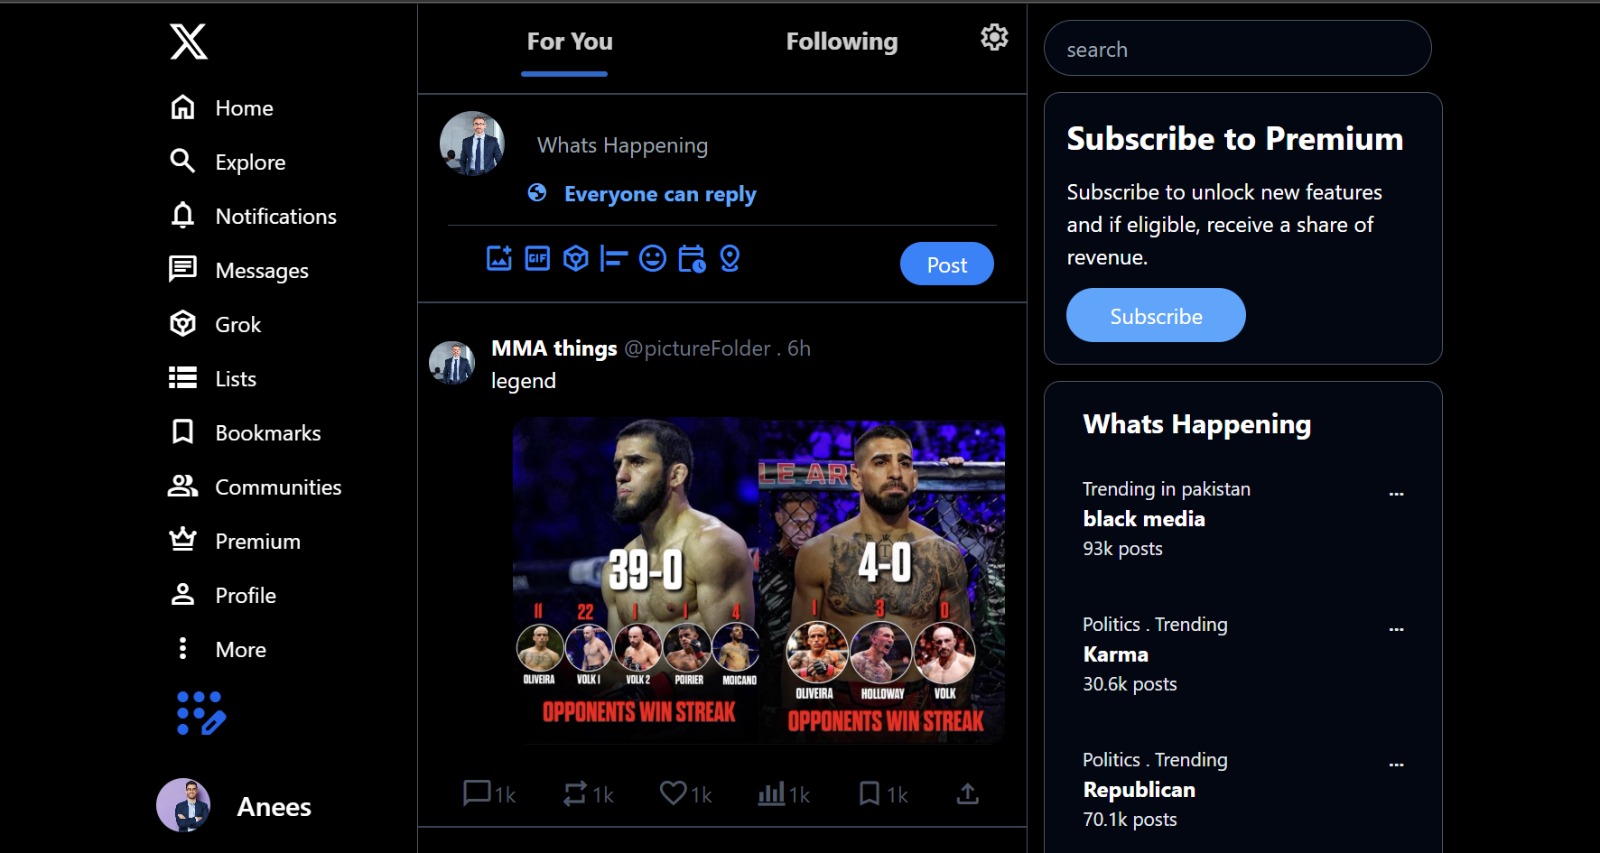 Home
Explore
Notifications
Messages
Grok
Lists
Bookmarks
Communities
Premium
Profile
More
Anees
For You
Following
Whats Happening
Everyone can reply
GIF
Post
MMA things @pictureFolder . 6h
legend
LE AR
39-0
11 22 1 1 4
OLIVEIRA VOLK 1 VOLK 2 POIRIER MOICANO
OPPONENTS WIN STREAK
4-0
1 3 0
OLIVEIRA HOLLOWAY VOLK
OPPONENTS WIN STREAK
1k 1k 1k 1k 1k
search
Subscribe to Premium
Subscribe to unlock new features
and if eligible, receive a share of
revenue.
Subscribe
Whats Happening
Trending in pakistan ...
black media
93k posts
Politics . Trending ...
Karma
30.6k posts
Politics . Trending ...
Republican
70.1k posts